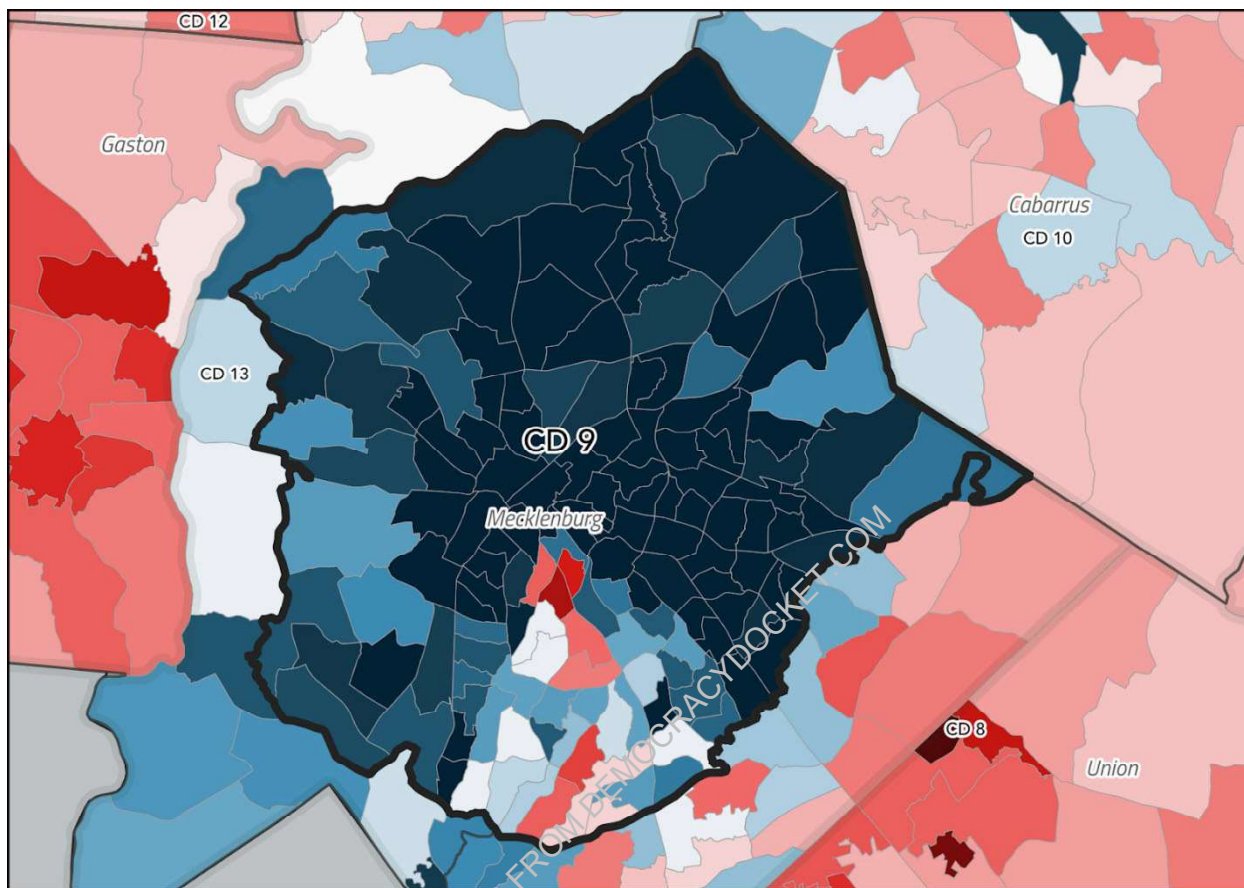 CD 12
Gaston
Cabarrus
CD 10
CD 13
CD 9
Mecklenburg
CD 8
Union
FROM DEMOCRACYDOCKET.COM